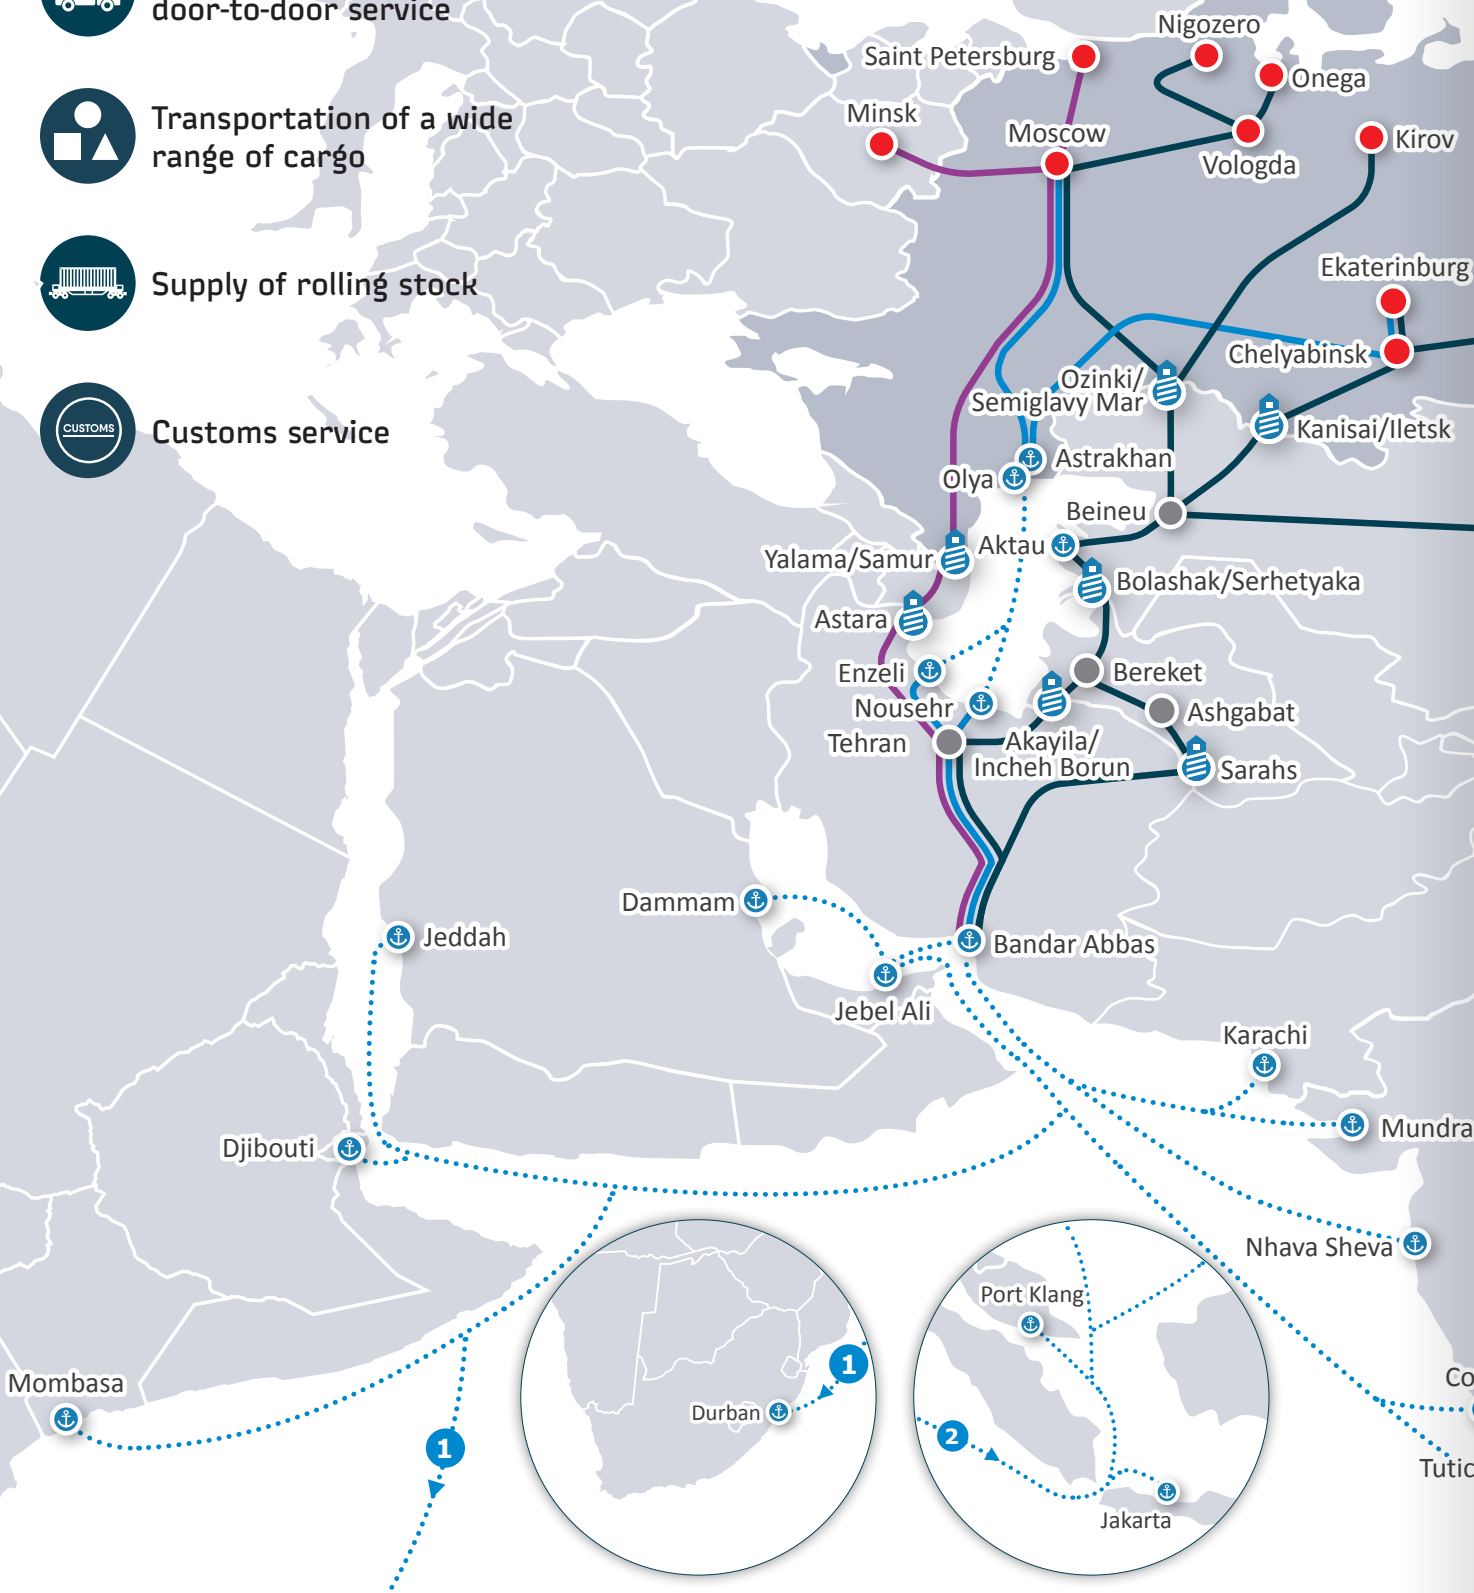 door-to-door service
Transportation of a wide
range of cargo
Supply of rolling stock
CUSTOMS
Customs service
Nigozero
Saint Petersburg
Onega
Minsk
Moscow
Kirov
Vologda
Ekaterinburg
Chelyabinsk
Ozinki/
Semiglavy Mar
Kanisai/Iletsk
Astrakhan
Olya
Beineu
Aktau
Yalama/Samur
Bolashak/Serhetyaka
Astara
Enzeli
Bereket
Nousehr
Ashgabat
Tehran
Akayila/
Incheh Borun
Sarahs
Dammam
Jeddah
Bandar Abbas
Jebel Ali
Karachi
Mundra
Djibouti
Nhava Sheva
Port Klang
1
Mombasa
Co
Durban
1
2
Tutic
Jakarta